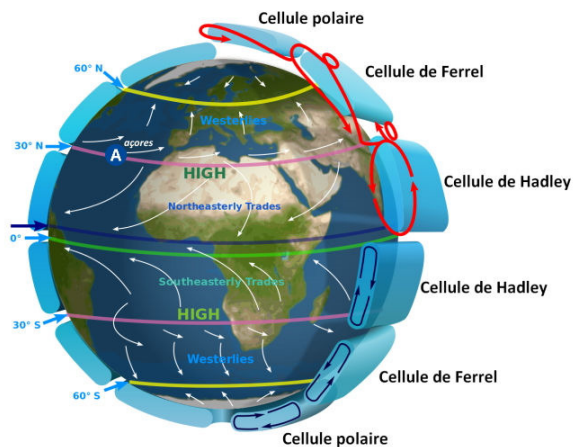 Cellule polaire
60° N
Cellule de Ferrel
Westerlies
açores
30° N
A
HIGH
Cellule de Hadley
Northeasterly Trades
0°
Southeasterly Trades
Cellule de Hadley
30° S
HIGH
Westerlies
Cellule de Ferrel
60° S
Cellule polaire